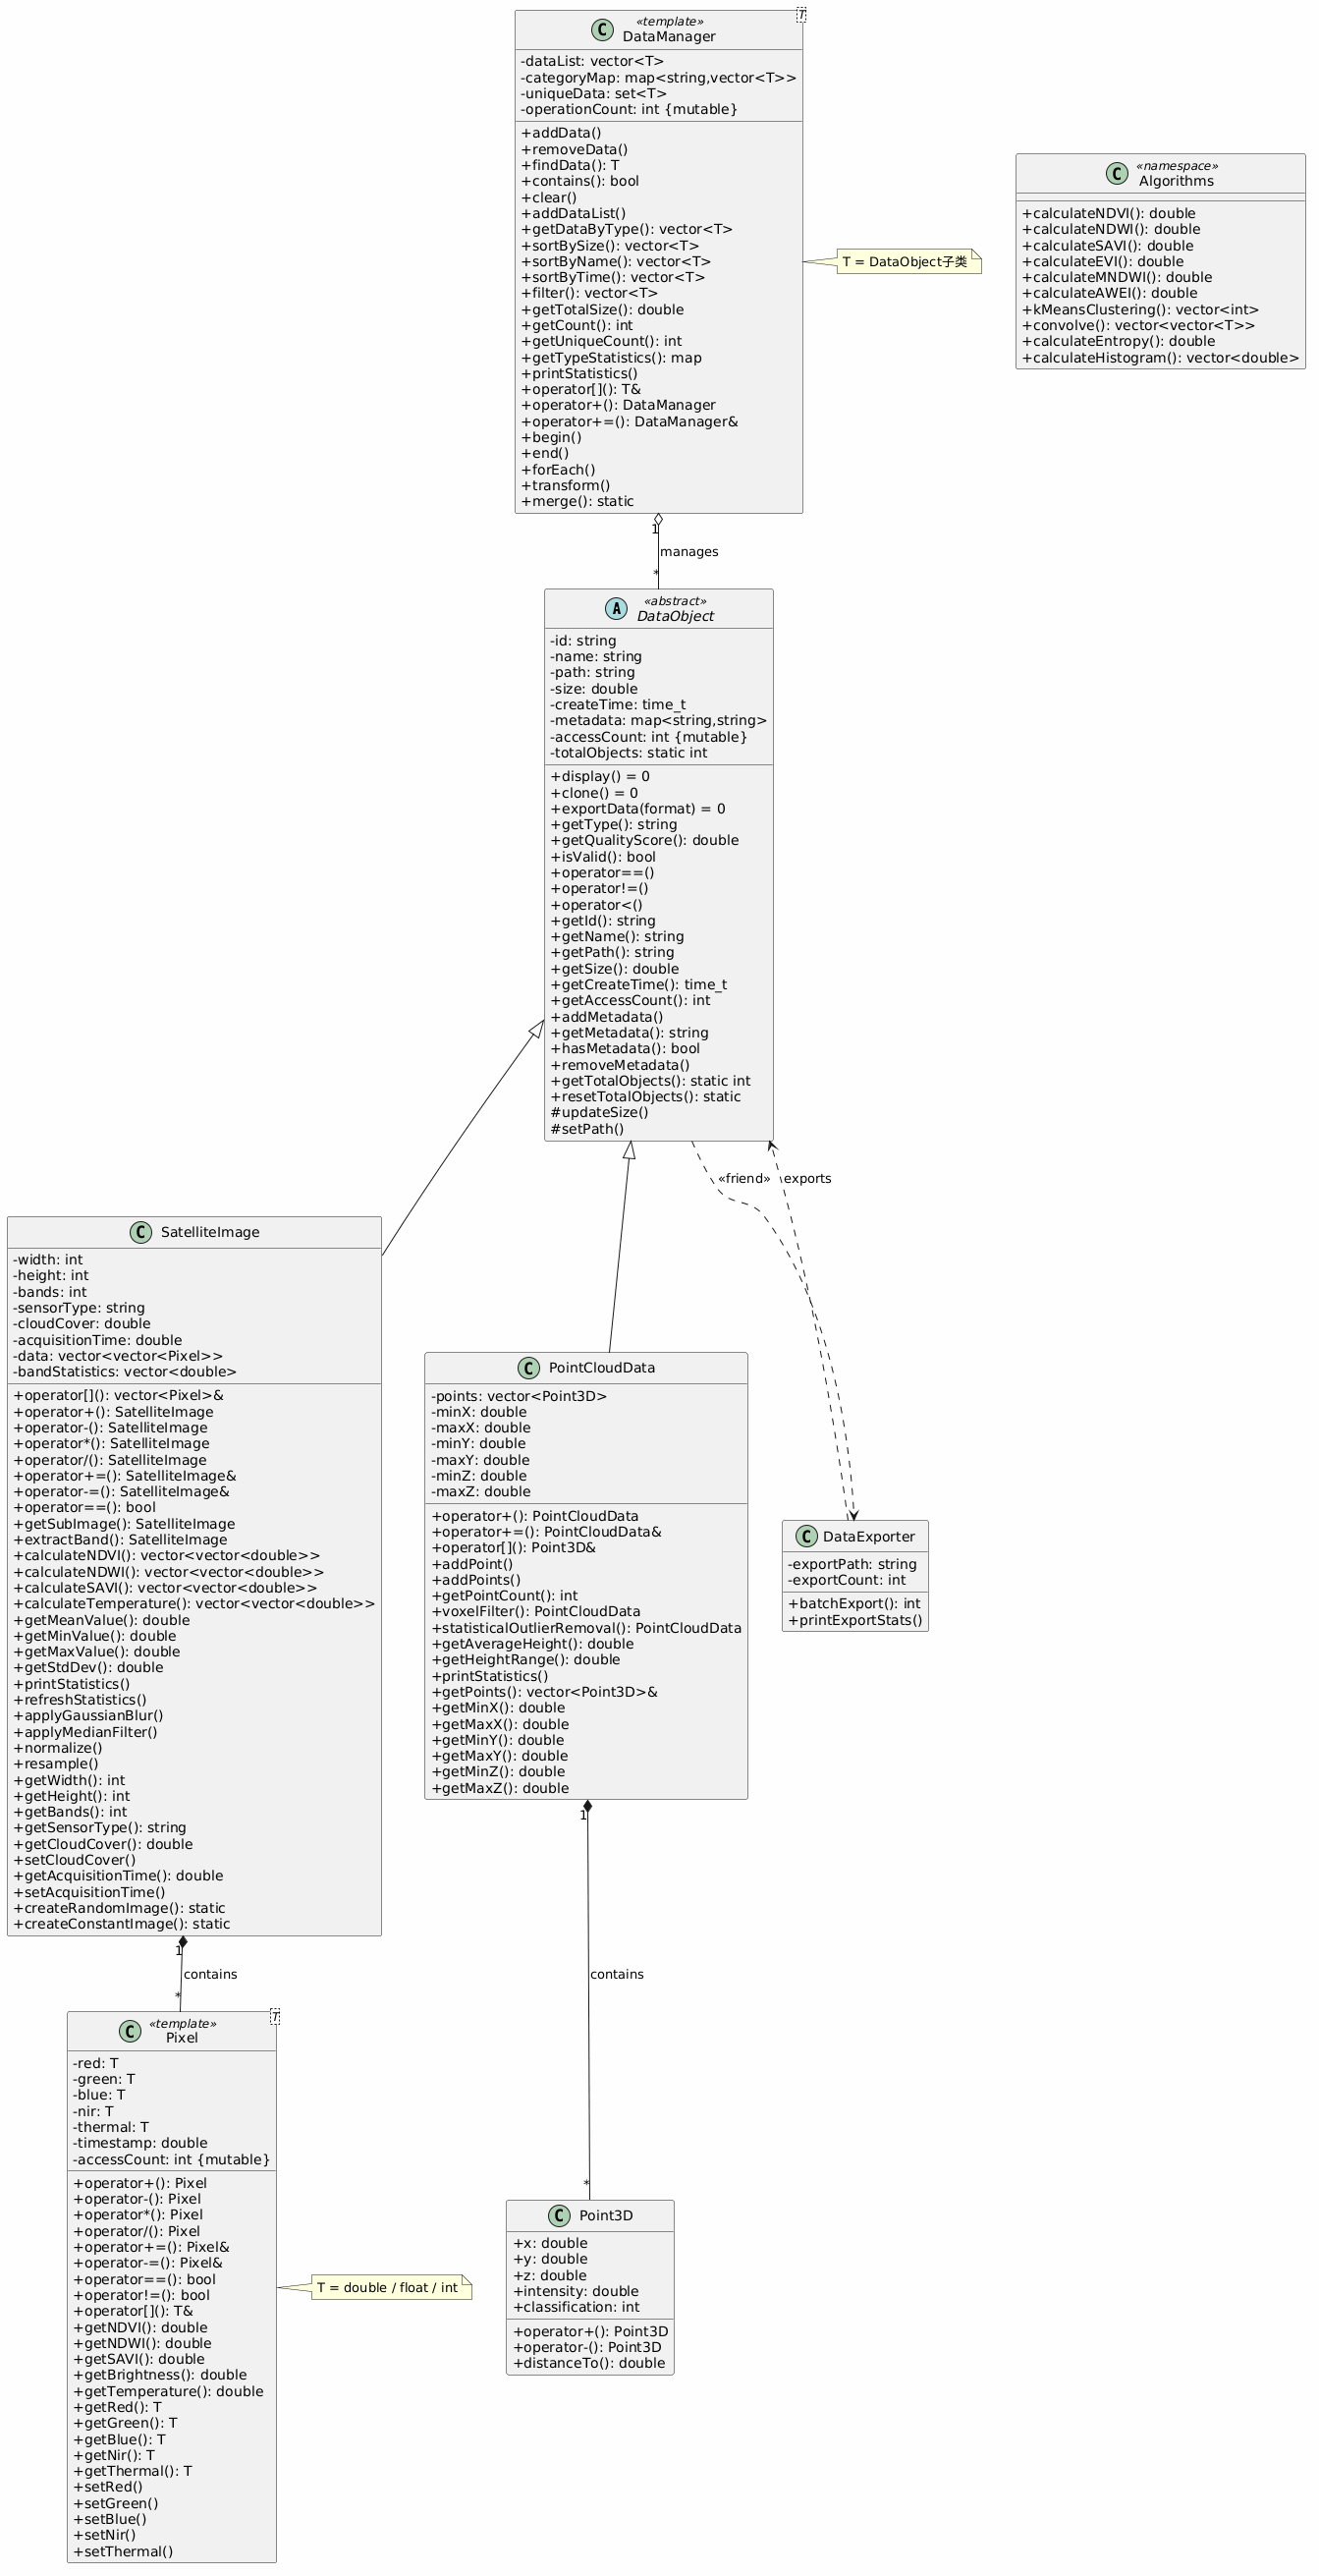 «template»
DataManager
T
-dataList: vector<T>
-categoryMap: map<string,vector<T>>
-uniqueData: set<T>
-operationCount: int {mutable}
+addData()
+removeData()
+findData(): T
+contains(): bool
+clear()
+addDataList()
+getDataByType(): vector<T>
+sortBySize(): vector<T>
+sortByName(): vector<T>
+sortByTime(): vector<T>
+filter(): vector<T>
+getTotalSize(): double
+getCount(): int
+getUniqueCount(): int
+getTypeStatistics(): map
+printStatistics()
+operator[](): T&
+operator+(): DataManager
+operator+=(): DataManager&
+begin()
+end()
+forEach()
+transform()
+merge(): static
T = DataObject子类
«namespace»
Algorithms
+calculateNDVI(): double
+calculateNDWI(): double
+calculateSAVI(): double
+calculateEVI(): double
+calculateMNDWI(): double
+calculateAWEI(): double
+kMeansClustering(): vector<int>
+convolve(): vector<vector<T>>
+calculateEntropy(): double
+calculateHistogram(): vector<double>
1
manages
*
A
«abstract»
DataObject
-id: string
-name: string
-path: string
-size: double
-createTime: time_t
-metadata: map<string,string>
-accessCount: int {mutable}
-totalObjects: static int
+display() = 0
+clone() = 0
+exportData(format) = 0
+getType(): string
+getQualityScore(): double
+isValid(): bool
+operator==()
+operator!=()
+operator<()
+getId(): string
+getName(): string
+getPath(): string
+getSize(): double
+getCreateTime(): time_t
+getAccessCount(): int
+addMetadata()
+getMetadata(): string
+hasMetadata(): bool
+removeMetadata()
+getTotalObjects(): static int
+resetTotalObjects(): static
#updateSize()
#setPath()
«friend»
exports
C SatelliteImage
-width: int
-height: int
-bands: int
-sensorType: string
-cloudCover: double
-acquisitionTime: double
-data: vector<vector<Pixel>>
-bandStatistics: vector<double>
+operator[](): vector<Pixel>&
+operator+(): SatelliteImage
+operator-(): SatelliteImage
+operator*(): SatelliteImage
+operator/(): SatelliteImage
+operator+=(): SatelliteImage&
+operator-=(): SatelliteImage&
+operator==(): bool
+getSubImage(): SatelliteImage
+extractBand(): SatelliteImage
+calculateNDVI(): vector<vector<double>>
+calculateNDWI(): vector<vector<double>>
+calculateSAVI(): vector<vector<double>>
+calculateTemperature(): vector<vector<double>>
+getMeanValue(): double
+getMinValue(): double
+getMaxValue(): double
+getStdDev(): double
+printStatistics()
+refreshStatistics()
+applyGaussianBlur()
+applyMedianFilter()
+normalize()
+resample()
+getWidth(): int
+getHeight(): int
+getBands(): int
+getSensorType(): string
+getCloudCover(): double
+setCloudCover()
+getAcquisitionTime(): double
+setAcquisitionTime()
+createRandomImage(): static
+createConstantImage(): static
C PointCloudData
-points: vector<Point3D>
-minX: double
-maxX: double
-minY: double
-maxY: double
-minZ: double
-maxZ: double
+operator+(): PointCloudData
+operator+=(): PointCloudData&
+operator[](): Point3D&
+addPoint()
+addPoints()
+getPointCount(): int
+voxelFilter(): PointCloudData
+statisticalOutlierRemoval(): PointCloudData
+getAverageHeight(): double
+getHeightRange(): double
+printStatistics()
+getPoints(): vector<Point3D>&
+getMinX(): double
+getMaxX(): double
+getMinY(): double
+getMaxY(): double
+getMinZ(): double
+getMaxZ(): double
C DataExporter
-exportPath: string
-exportCount: int
+batchExport(): int
+printExportStats()
1
contains
*
C
«template»
Pixel
T
-red: T
-green: T
-blue: T
-nir: T
-thermal: T
-timestamp: double
-accessCount: int {mutable}
+operator+(): Pixel
+operator-(): Pixel
+operator*(): Pixel
+operator/(): Pixel
+operator+=(): Pixel&
+operator-=(): Pixel&
+operator==(): bool
+operator!=(): bool
+operator[](): T&
+getNDVI(): double
+getNDWI(): double
+getSAVI(): double
+getBrightness(): double
+getTemperature(): double
+getRed(): T
+getGreen(): T
+getBlue(): T
+getNir(): T
+getThermal(): T
+setRed()
+setGreen()
+setBlue()
+setNir()
+setThermal()
T = double / float / int
1
contains
*
C Point3D
+x: double
+y: double
+z: double
+intensity: double
+classification: int
+operator+(): Point3D
+operator-(): Point3D
+distanceTo(): double